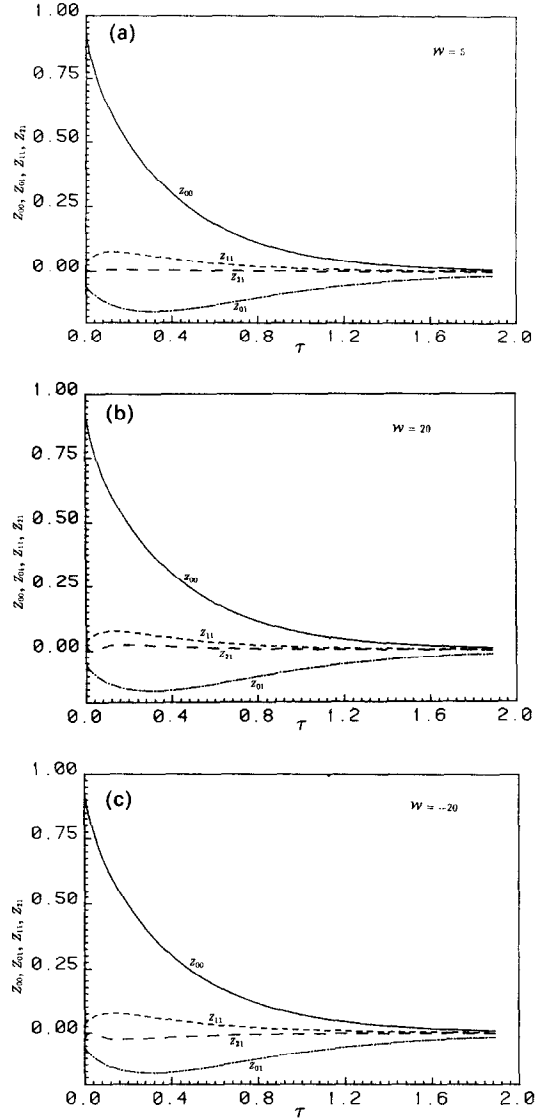 1.00
(a)
W = 5
0.75
0.50
Z₀₀, Z₀₁, Z₁₁, Z₂₁
0.25
Z₀₀
Z₁₁
0.00
Z₂₁
Z₀₁
0.0 0.4 0.8 1.2 1.6 2.0
τ
1.00
(b)
W = 20
0.75
0.50
Z₀₀, Z₀₁, Z₁₁, Z₂₁
0.25
Z₀₀
Z₁₁
0.00
Z₂₁
Z₀₁
0.0 0.4 0.8 1.2 1.6 2.0
τ
1.00
(c)
W = −20
0.75
0.50
Z₀₀, Z₀₁, Z₁₁, Z₂₁
0.25
Z₀₀
Z₁₁
0.00
Z₂₁
Z₀₁
0.0 0.4 0.8 1.2 1.6 2.0
τ